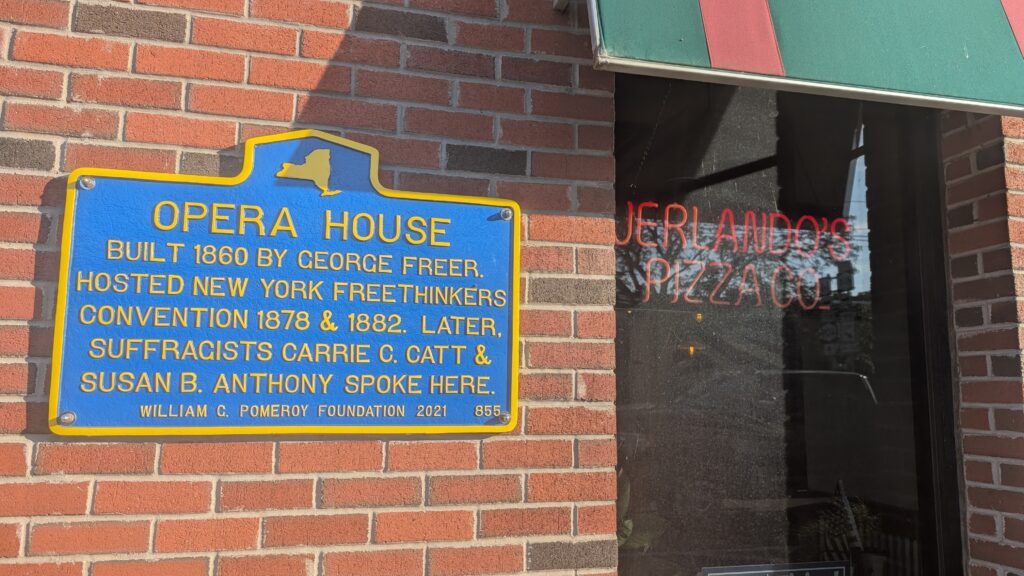 OPERA HOUSE
BUILT 1860 BY GEORGE FREER.
HOSTED NEW YORK FREETHINKERS
CONVENTION 1878 & 1882. LATER,
SUFFRAGISTS CARRIE C. CATT &
SUSAN B. ANTHONY SPOKE HERE.
WILLIAM G. POMEROY FOUNDATION 2021 855
JERLANDO'S
PIZZA CO